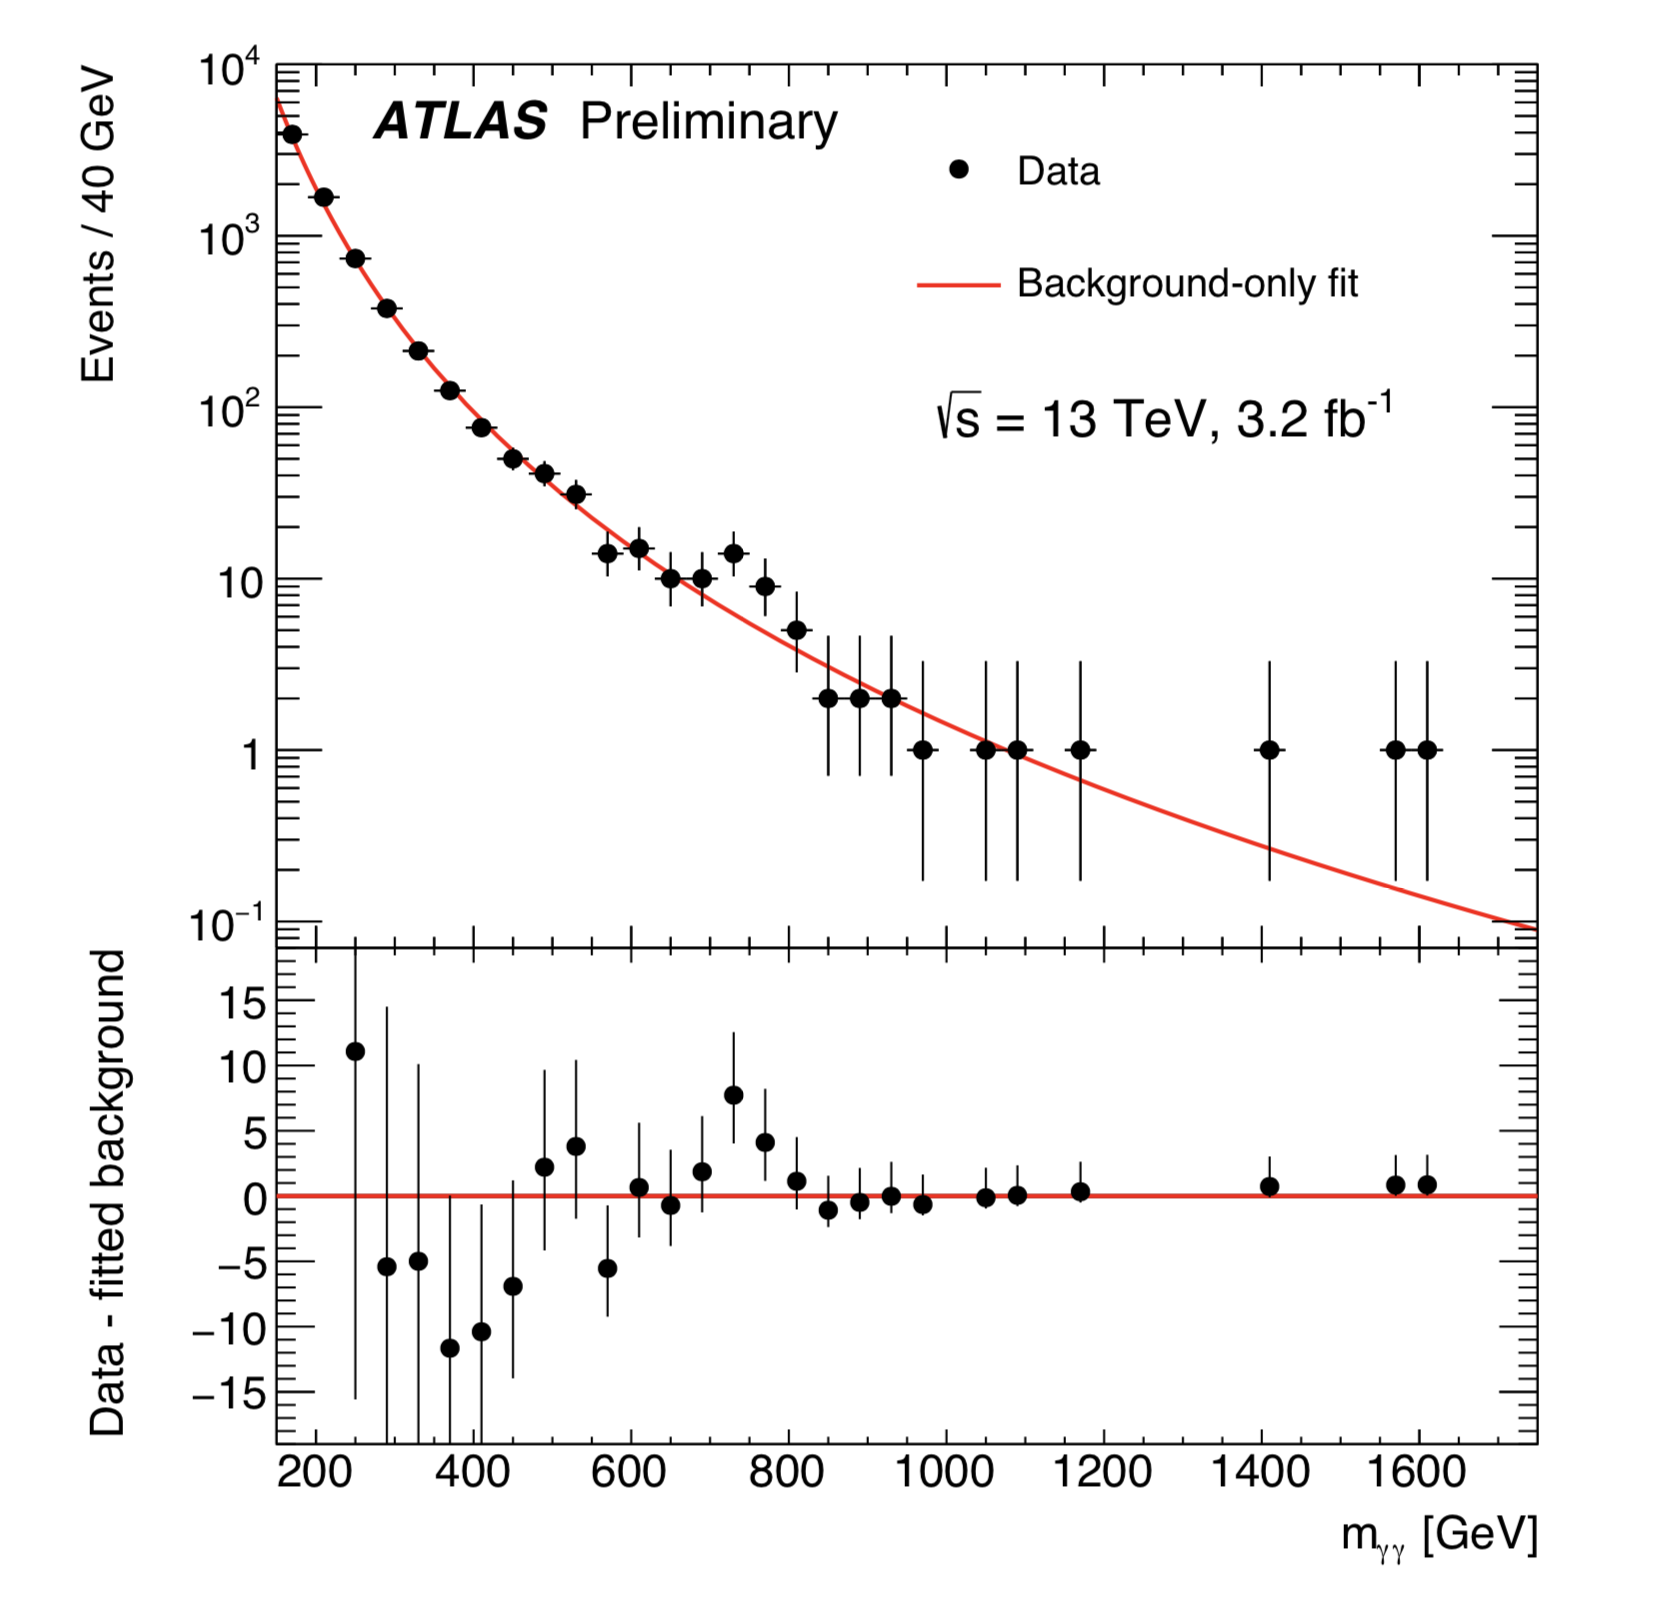 Events / 40 GeV
10⁴
10³
10²
10
1
10⁻¹
ATLAS Preliminary
Data
Background-only fit
√s = 13 TeV, 3.2 fb⁻¹
Data - fitted background
15
10
5
0
−5
−10
−15
200 400 600 800 1000 1200 1400 1600
m_γγ [GeV]